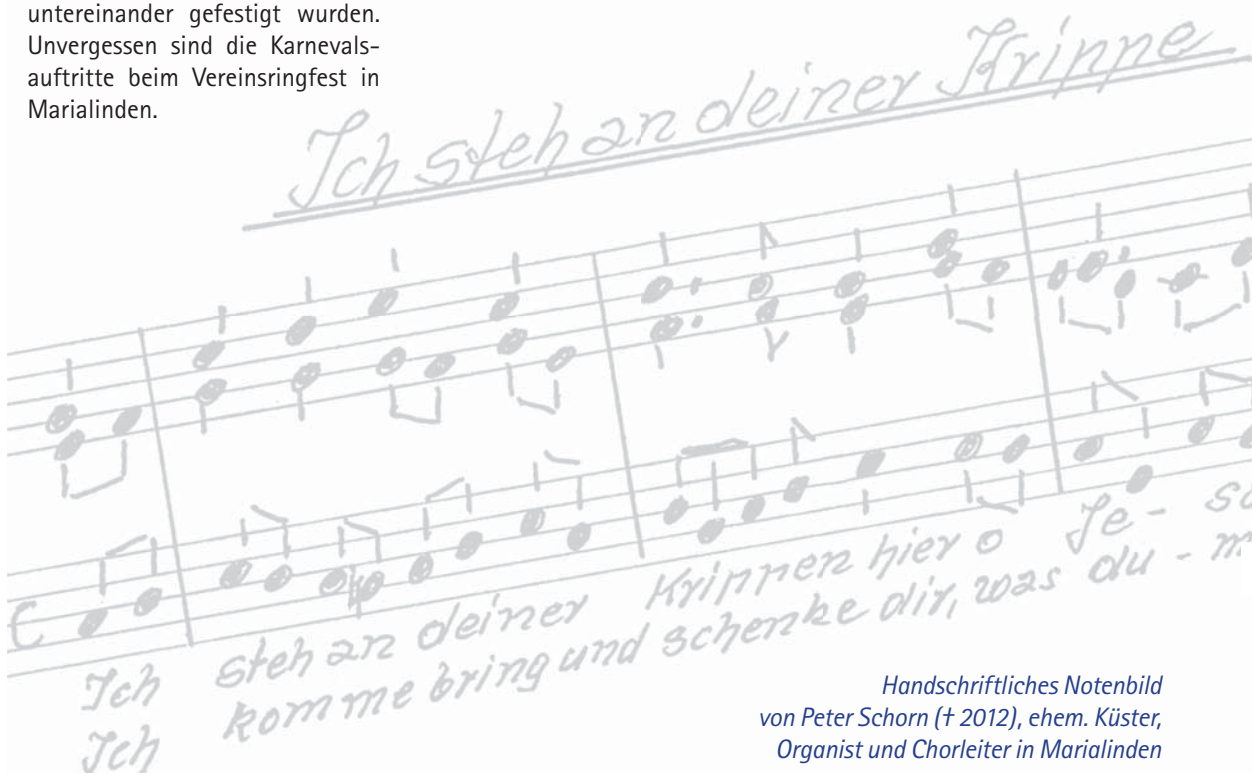 untereinander gefestigt wurden.
Unvergessen sind die Karnevals-
auftritte beim Vereinsringfest in
Marialinden.
Ich steh an deiner Krippe
Ich steh an deiner Krippen hier o Je-
Ich komme bring und schenke dir, was du -
Handschriftliches Notenbild
von Peter Schorn († 2012), ehem. Küster,
Organist und Chorleiter in Marialinden